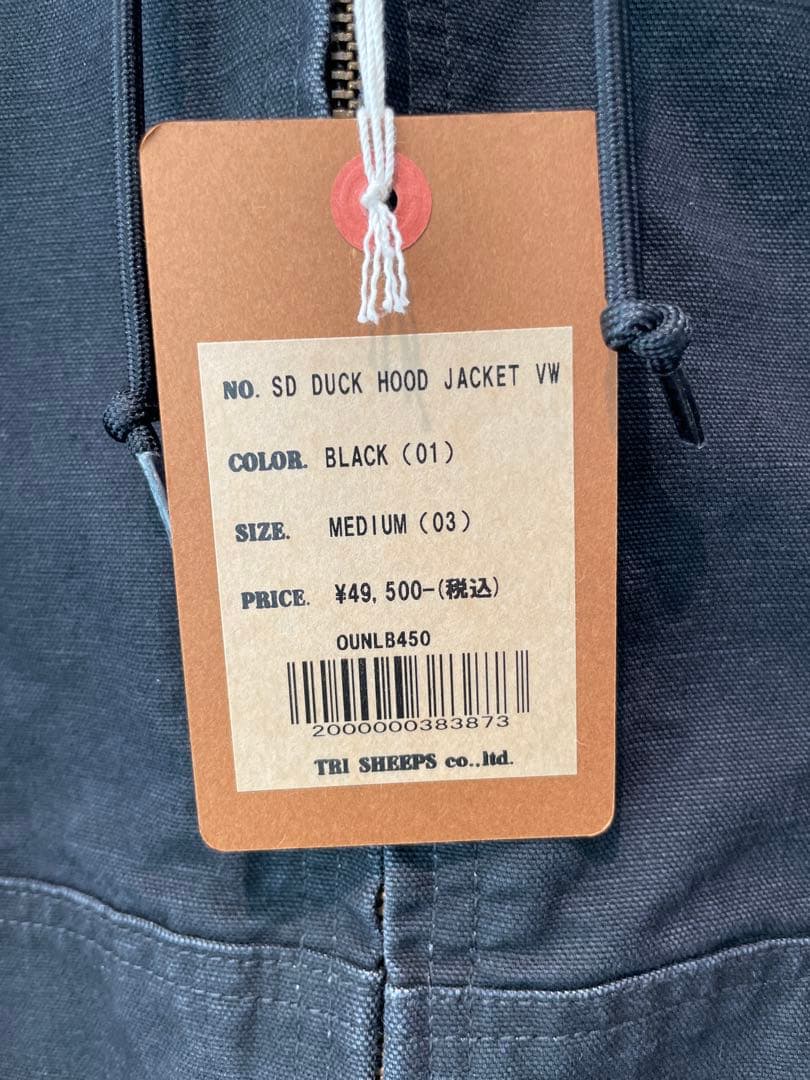 NO. SD DUCK HOOD JACKET VW
COLOR. BLACK (01)
SIZE. MEDIUM (03)
PRICE. ¥49,500-(税込)
OUNLB450
2000000383873
TRI SHEEPS co..ltd.